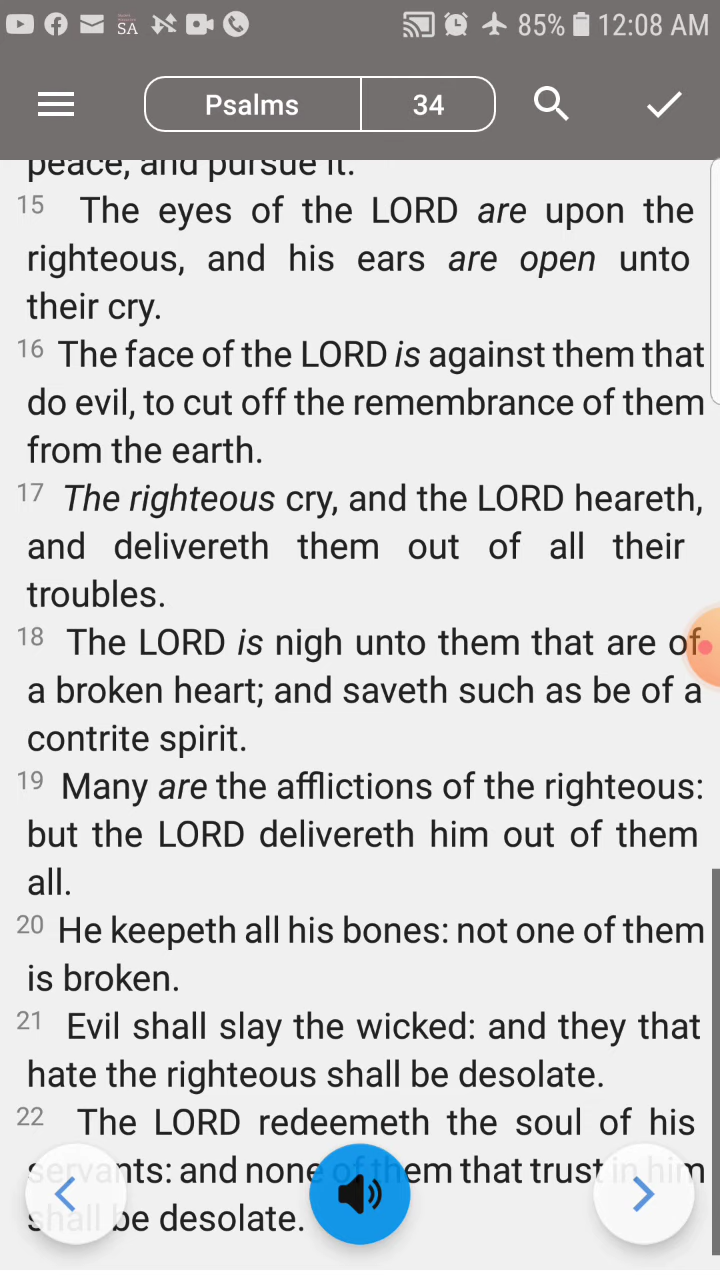 SA
85% 12:08 AM
Psalms 34
peace, and pursue it.
15 The eyes of the LORD are upon the
righteous, and his ears are open unto
their cry.
16 The face of the LORD is against them that
do evil, to cut off the remembrance of them
from the earth.
17 The righteous cry, and the LORD heareth,
and delivereth them out of all their
troubles.
18 The LORD is nigh unto them that are of
a broken heart; and saveth such as be of a
contrite spirit.
19 Many are the afflictions of the righteous:
but the LORD delivereth him out of them
all.
20 He keepeth all his bones: not one of them
is broken.
21 Evil shall slay the wicked: and they that
hate the righteous shall be desolate.
22 The LORD redeemeth the soul of his
servants: and none of them that trust in him
shall be desolate.